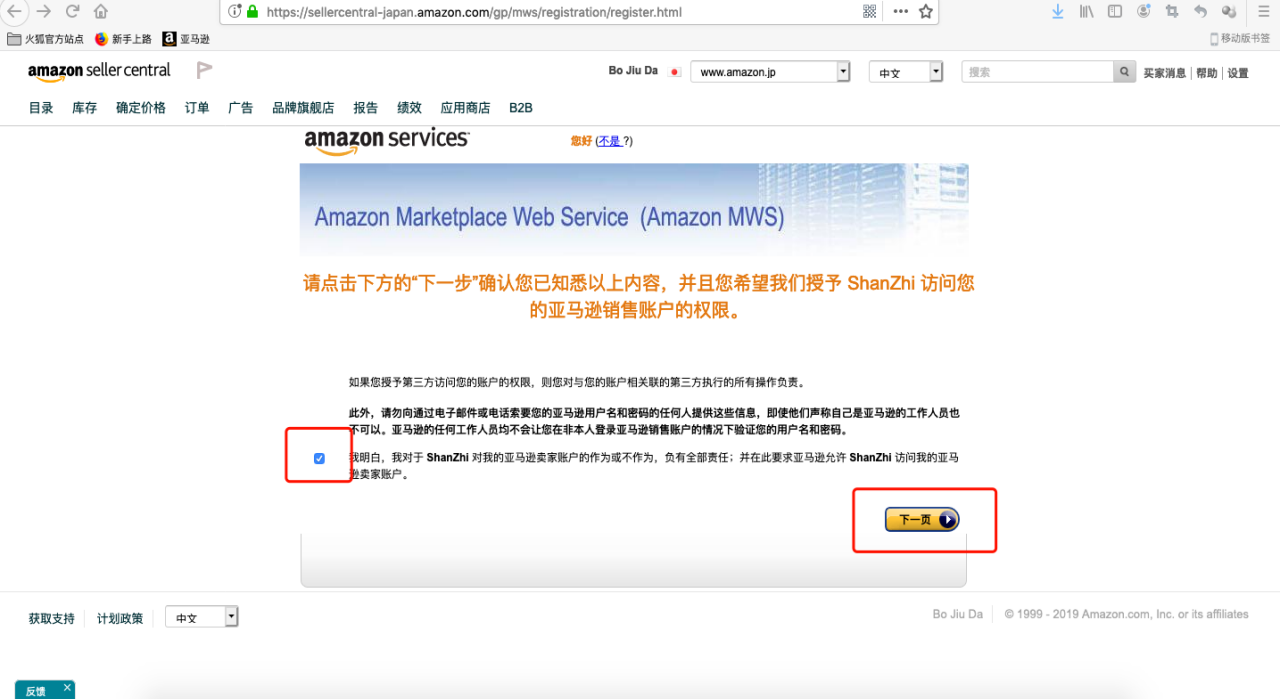 https://sellercentral-japan.amazon.com/gp/mws/registration/register.html
火狐官方站点 新手上路 亚马逊
移动版书签
amazon seller central
Bo Jiu Da www.amazon.jp 中文 搜索 买家消息 | 帮助 | 设置
目录 库存 确定价格 订单 广告 品牌旗舰店 报告 绩效 应用商店 B2B
amazon services
您好 (不是 ?)
Amazon Marketplace Web Service (Amazon MWS)
请点击下方的“下一步”确认您已知悉以上内容，并且您希望我们授予 ShanZhi 访问您
的亚马逊销售账户的权限。
如果您授予第三方访问您的账户的权限，则您对与您的账户相关联的第三方执行的所有操作负责。
此外，请勿向通过电子邮件或电话索要您的亚马逊用户名和密码的任何人提供这些信息，即使他们声称自己是亚马逊的工作人员也
不可以。亚马逊的任何工作人员均不会让您在非本人登录亚马逊销售账户的情况下验证您的用户名和密码。
我明白，我对于 ShanZhi 对我的亚马逊卖家账户的作为或不作为，负有全部责任；并在此要求亚马逊允许 ShanZhi 访问我的亚马
逊卖家账户。
下一页
获取支持 计划政策 中文
Bo Jiu Da © 1999 - 2019 Amazon.com, Inc. or its affiliates
反馈